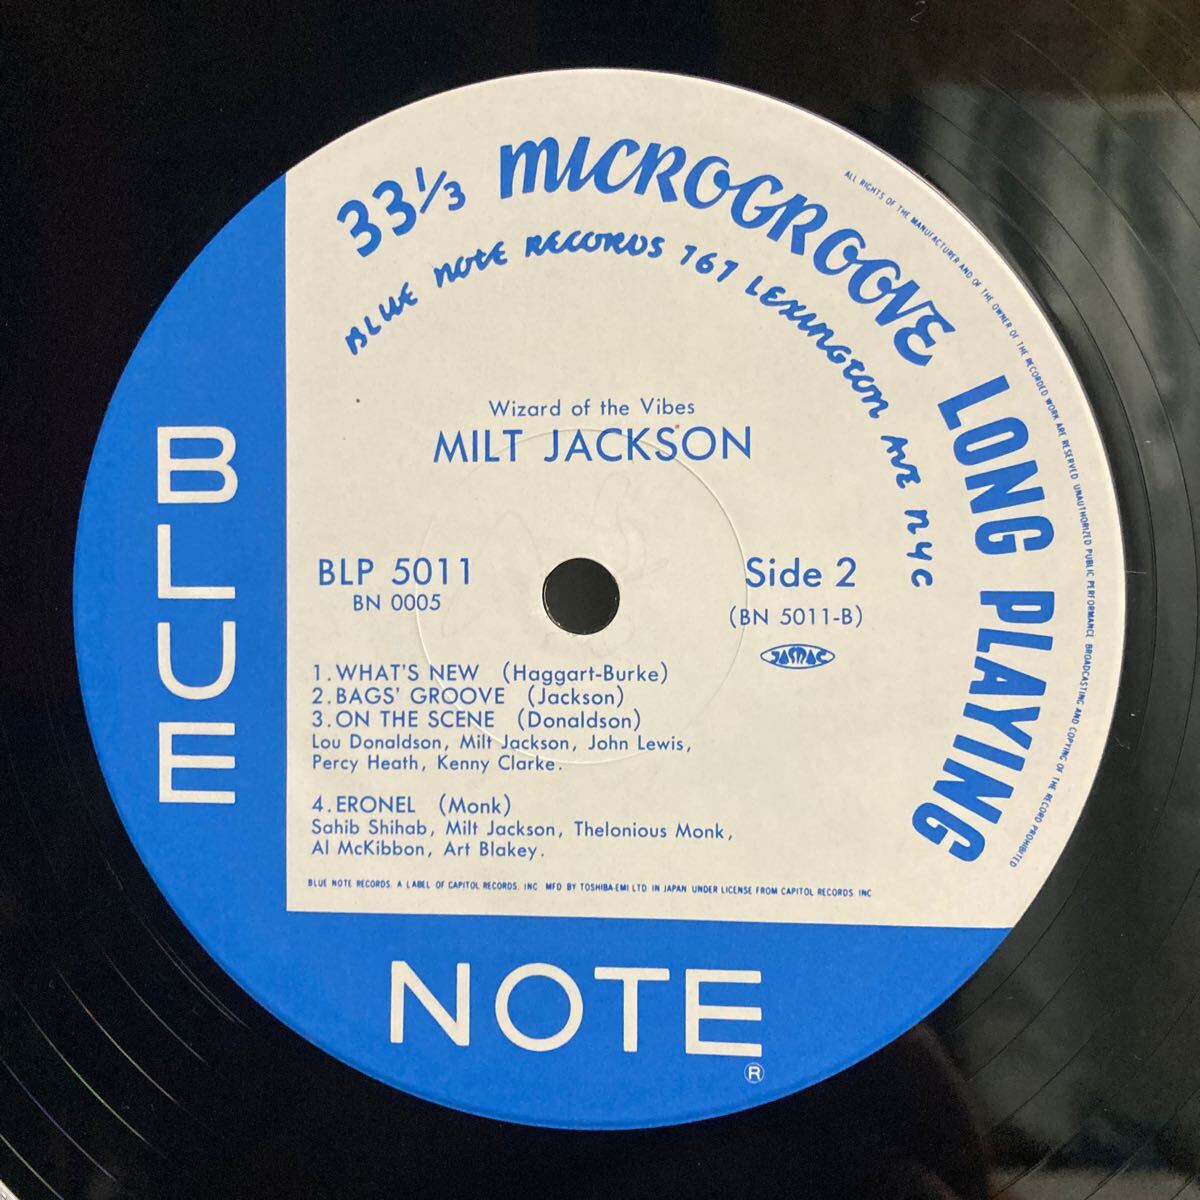 33 1/3 MICROGROOVE LONG PLAYING
BLUE NOTE RECORDS 767 LEXINGTON AVE NYC
ALL RIGHTS OF THE MANUFACTURER AND OF THE OWNER OF THE RECORDED WORK ARE RESERVED. UNAUTHORIZED PUBLIC PERFORMANCE BROADCASTING AND COPYING OF THE RECORD PROHIBITED
Wizard of the Vibes
MILT JACKSON
BLP 5011
BN 0005
Side 2
(BN 5011-B)
JASRAC
1. WHAT'S NEW (Haggart-Burke)
2. BAGS' GROOVE (Jackson)
3. ON THE SCENE (Donaldson)
Lou Donaldson, Milt Jackson, John Lewis,
Percy Heath, Kenny Clarke.
4. ERONEL (Monk)
Sahib Shihab, Milt Jackson, Thelonious Monk,
Al McKibbon, Art Blakey.
BLUE NOTE RECORDS. A LABEL OF CAPITOL RECORDS. INC MFD BY TOSHIBA-EMI LTD. IN JAPAN UNDER LICENSE FROM CAPITOL RECORDS. INC
BLUE
NOTE
®